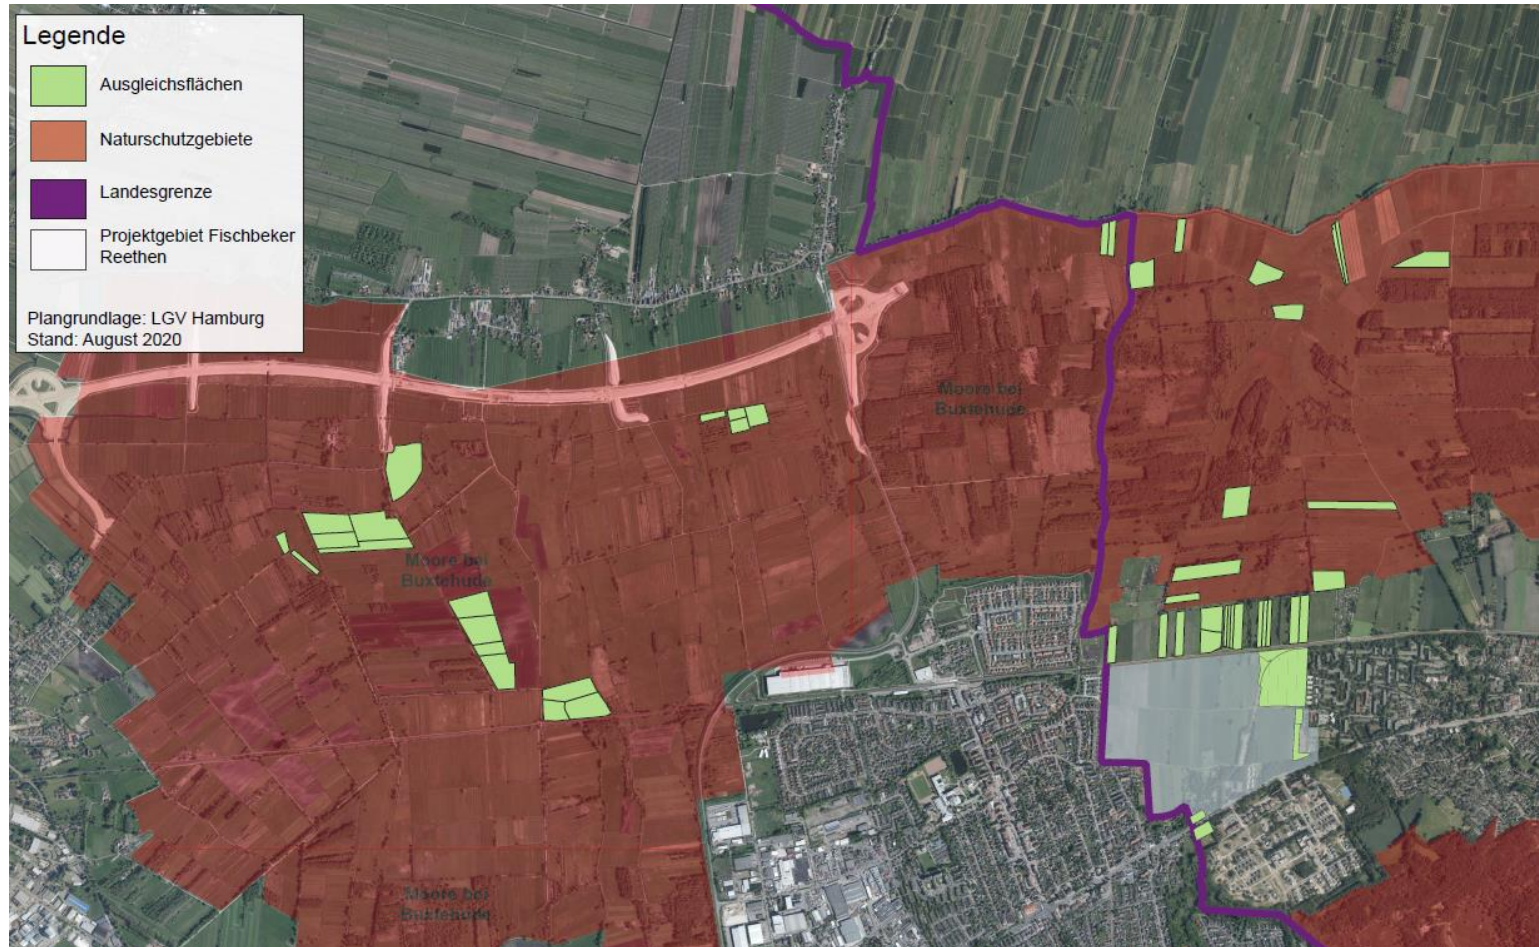 Legende
Ausgleichsflächen
Naturschutzgebiete
Landesgrenze
Projektgebiet Fischbeker
Reethen
Plangrundlage: LGV Hamburg
Stand: August 2020
Moore bei
Buxtehude
Moore bei
Buxtehude
Moore bei
Buxtehude